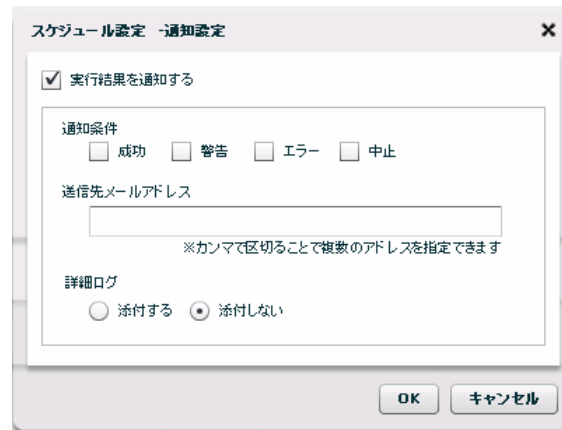 スケジュール設定 -通知設定
実行結果を通知する
通知条件
成功 警告 エラー 中止
送信先メールアドレス
※カンマで区切ることで複数のアドレスを指定できます
詳細ログ
添付する 添付しない
OK キャンセル